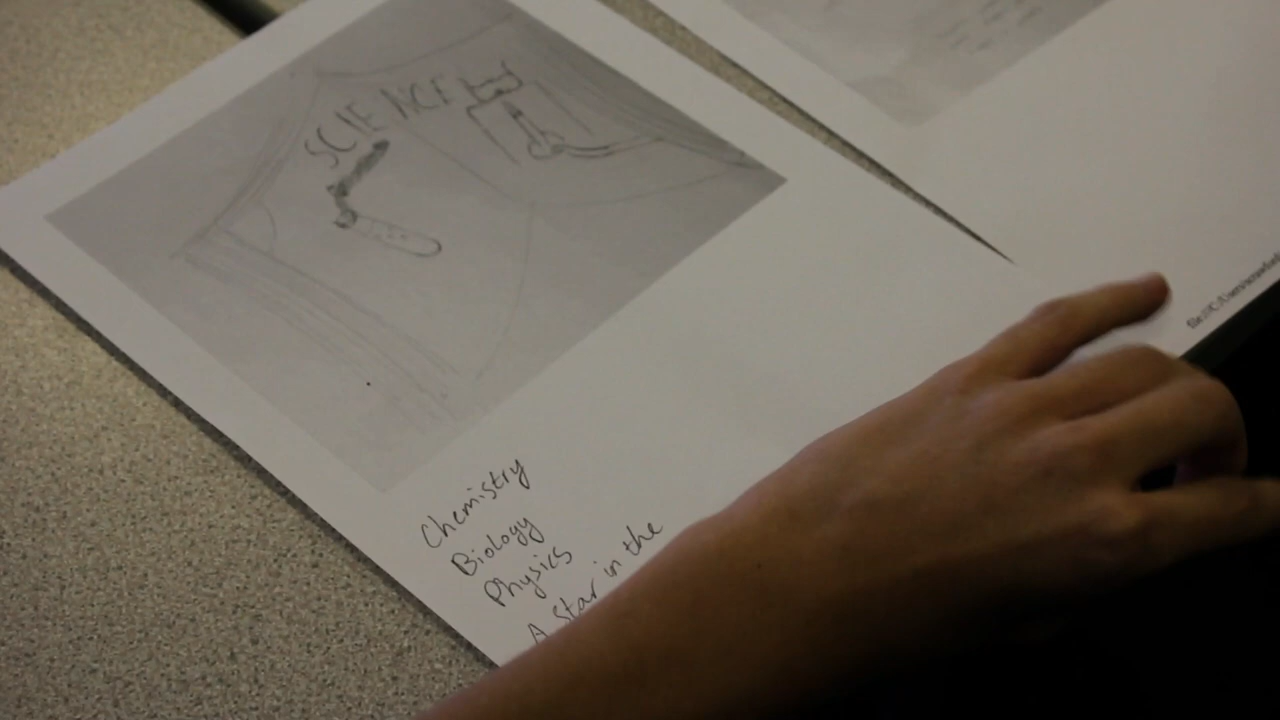 SCIENCE
Chemistry
Biology
Physics
A Star in the